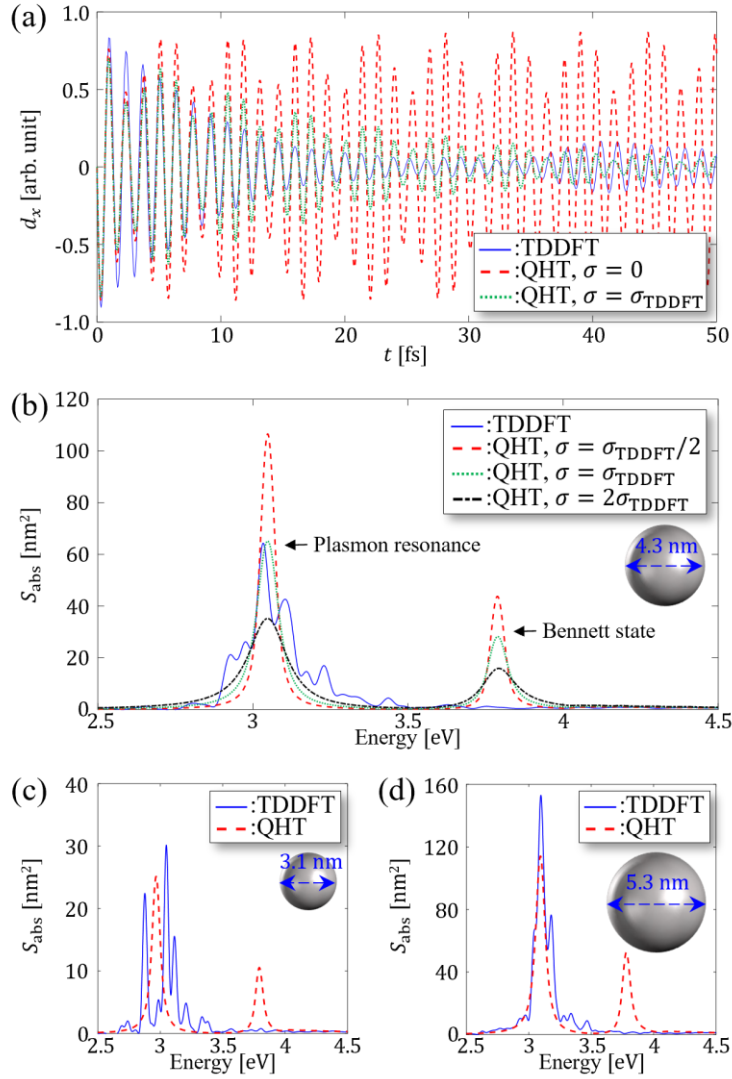 (a)
1.0
0.5
0
-0.5
-1.0
d_x [arb. unit]
:TDDFT
:QHT, σ = 0
:QHT, σ = σ_TDDFT
0 10 20 30 40 50
t [fs]
(b)
120
100
80
60
40
20
0
S_abs [nm²]
:TDDFT
:QHT, σ = σ_TDDFT/2
:QHT, σ = σ_TDDFT
:QHT, σ = 2σ_TDDFT
4.3 nm
Plasmon resonance
Bennett state
2.5 3 3.5 4 4.5
Energy [eV]
(c)
40
30
20
10
0
S_abs [nm²]
:TDDFT
:QHT
3.1 nm
2.5 3 3.5 4 4.5
Energy [eV]
(d)
160
120
80
40
0
S_abs [nm²]
:TDDFT
:QHT
5.3 nm
2.5 3 3.5 4 4.5
Energy [eV]